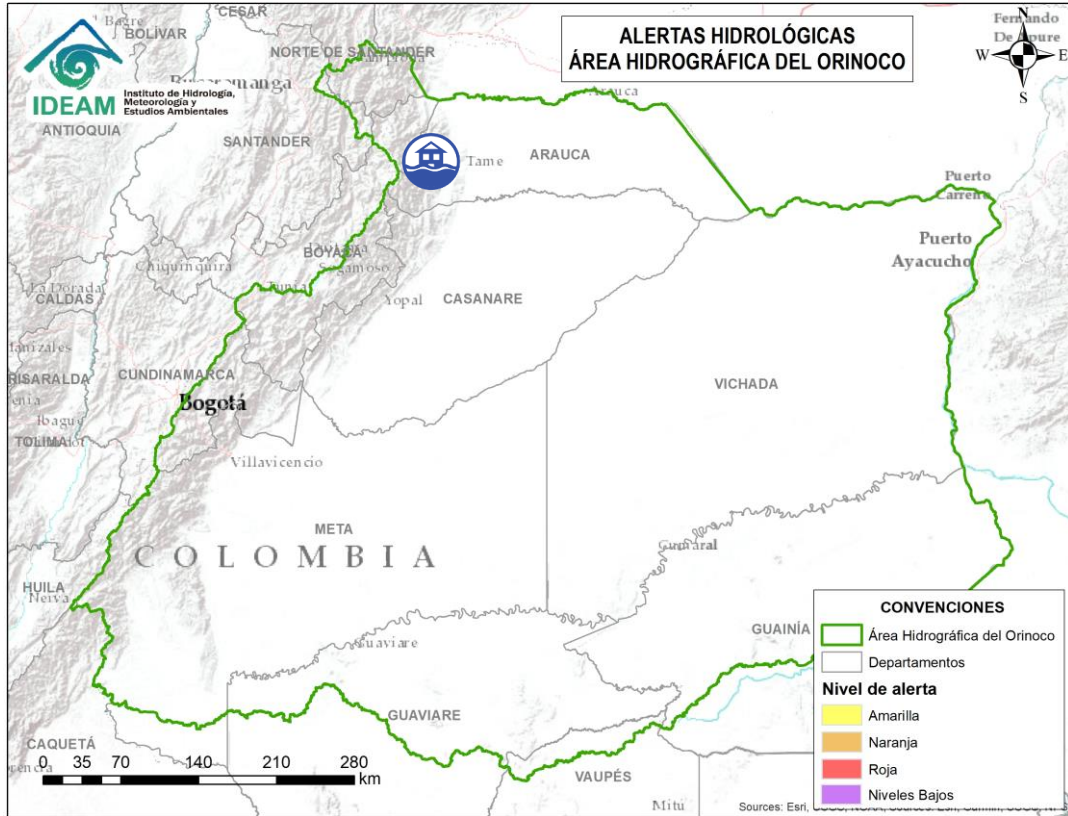 ALERTAS HIDROLÓGICAS
ÁREA HIDROGRÁFICA DEL ORINOCO
IDEAM
Instituto de Hidrología,
Meteorología y
Estudios Ambientales
N
W
E
S
CESAR
BOLÍVAR
NORTE DE SANTANDER
Arauca
ANTIOQUIA
SANTANDER
ARAUCA
Tame
Puerto
Carreño
Puerto
Ayacucho
BOYACÁ
Sogamoso
Chiquinquira
Tunja
La Dorada
CALDAS
Yopal
CASANARE
VICHADA
RISARALDA
CUNDINAMARCA
Bogotá
Ibague
TOLIMA
Villavicencio
META
COLOMBIA
HUILA
Neiva
Guaviare
GUAINÍA
GUAVIARE
CAQUETÁ
VAUPÉS
Mitú
0 35 70 140 210 280
km
CONVENCIONES
Área Hidrográfica del Orinoco
Departamentos
Nivel de alerta
Amarilla
Naranja
Roja
Niveles Bajos
Sources: Esri,